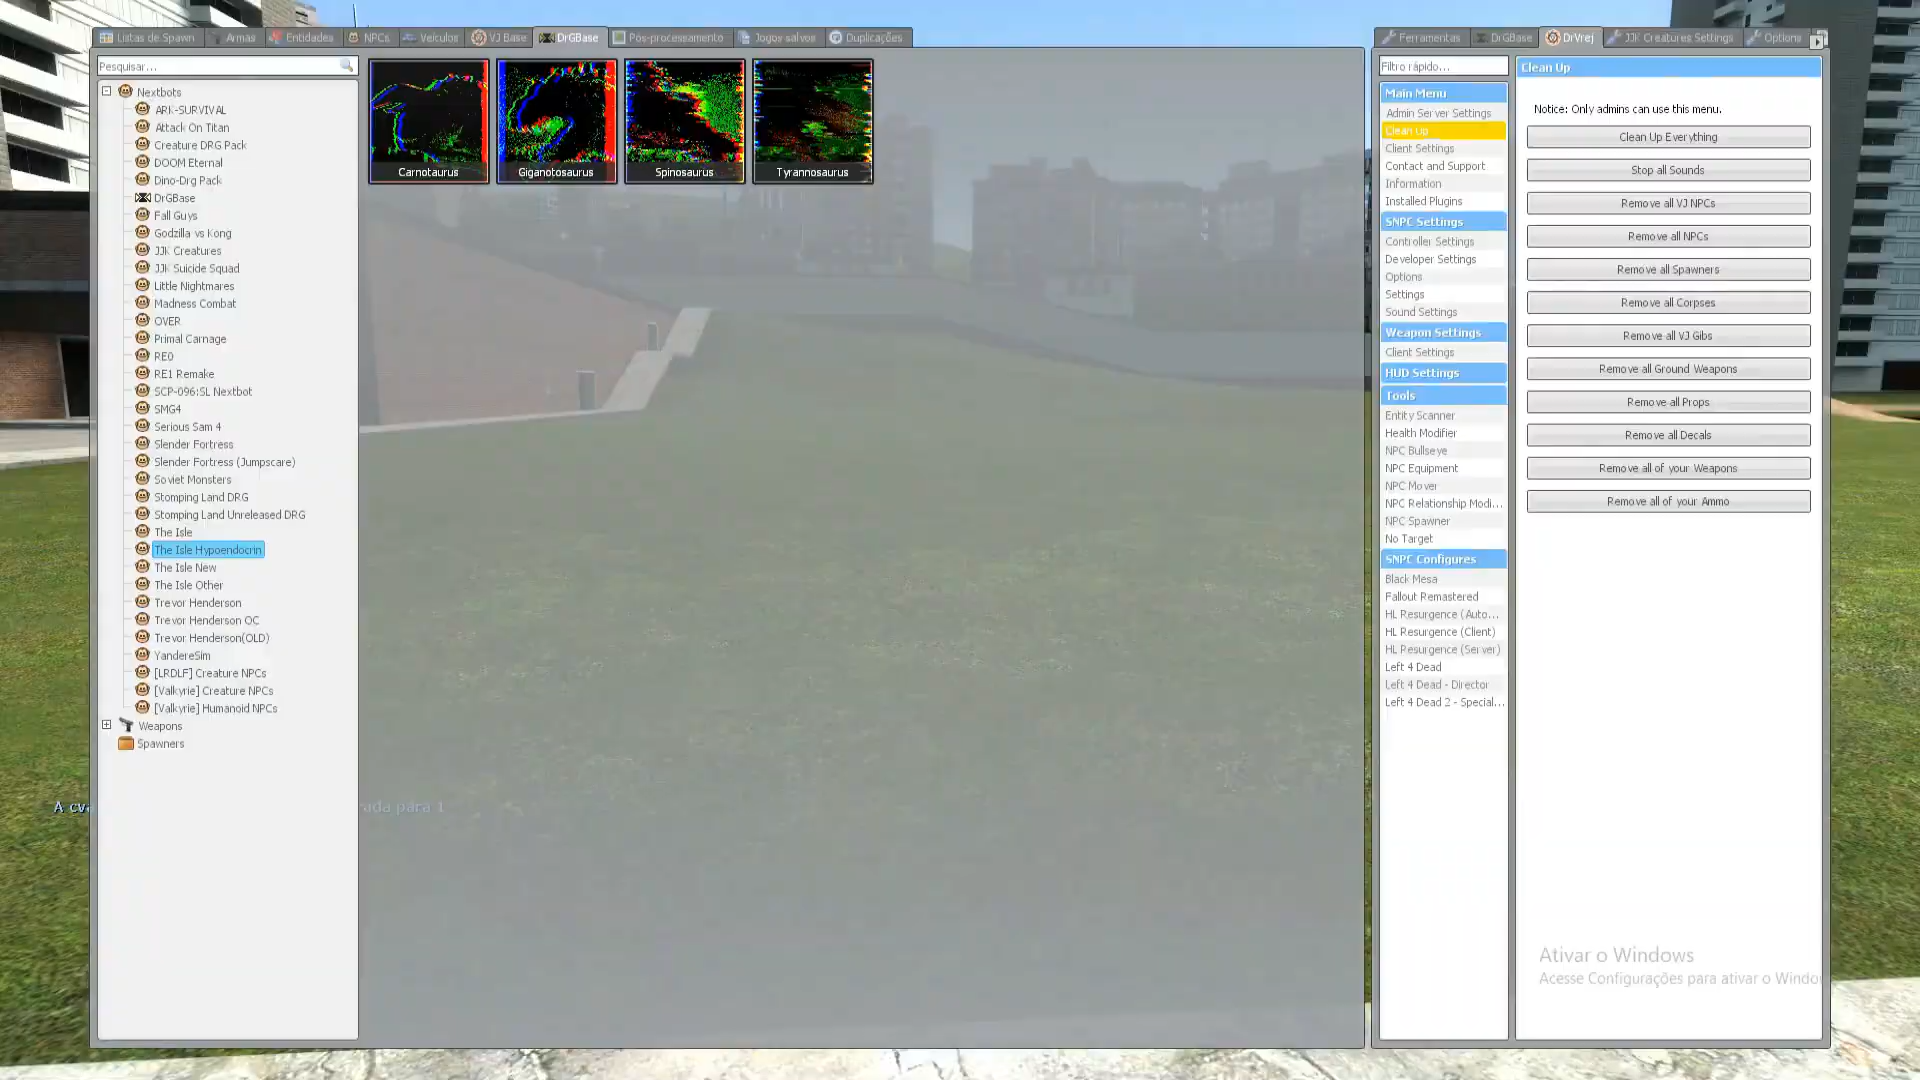 Listas de Spawn
Armas
Entidades
NPCs
Veículos
VJ Base
DrGBase
Pós-processamento
Jogos salvos
Duplicações
Pesquisar...
Nextbots
ARK-SURVIVAL
Attack On Titan
Creature DRG Pack
DOOM Eternal
Dino-Drg Pack
DrGBase
Fall Guys
Godzilla vs Kong
JJK Creatures
JJK Suicide Squad
Little Nightmares
Madness Combat
OVER
Primal Carnage
RE0
RE1 Remake
SCP-096:SL Nextbot
SMG4
Serious Sam 4
Slender Fortress
Slender Fortress (Jumpscare)
Soviet Monsters
Stomping Land DRG
Stomping Land Unreleased DRG
The Isle
The Isle Hypoendocrin
The Isle New
The Isle Other
Trevor Henderson
Trevor Henderson OC
Trevor Henderson(OLD)
YandereSim
[LRDLF] Creature NPCs
[Valkyrie] Creature NPCs
[Valkyrie] Humanoid NPCs
Weapons
Spawners
Carnotaurus
Giganotosaurus
Spinosaurus
Tyrannosaurus
para 1
Ferramentas
DrGBase
DrVrej
JJK Creatures Settings
Options
Filtro rápido...
Main Menu
Admin Server Settings
Clean Up
Client Settings
Contact and Support
Information
Installed Plugins
SNPC Settings
Controller Settings
Developer Settings
Options
Settings
Sound Settings
Weapon Settings
Client Settings
HUD Settings
Tools
Entity Scanner
Health Modifier
NPC Bullseye
NPC Equipment
NPC Mover
NPC Relationship Modi...
NPC Spawner
No Target
SNPC Configures
Black Mesa
Fallout Remastered
HL Resurgence (Auto...
HL Resurgence (Client)
HL Resurgence (Server)
Left 4 Dead
Left 4 Dead - Director
Left 4 Dead 2 - Special...
Clean Up
Notice: Only admins can use this menu.
Clean Up Everything
Stop all Sounds
Remove all VJ NPCs
Remove all NPCs
Remove all Spawners
Remove all Corpses
Remove all VJ Gibs
Remove all Ground Weapons
Remove all Props
Remove all Decals
Remove all of your Weapons
Remove all of your Ammo
Ativar o Windows
Acesse Configurações para ativar o Windo